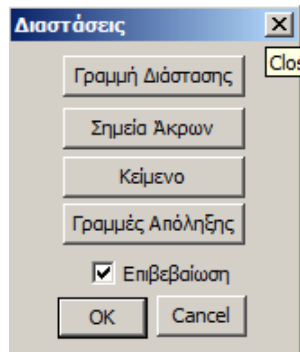 Διαστάσεις
Clos
Γραμμή Διάστασης
Σημεία Άκρων
Κείμενο
Γραμμές Απόληξης
Επιβεβαίωση
OK Cancel